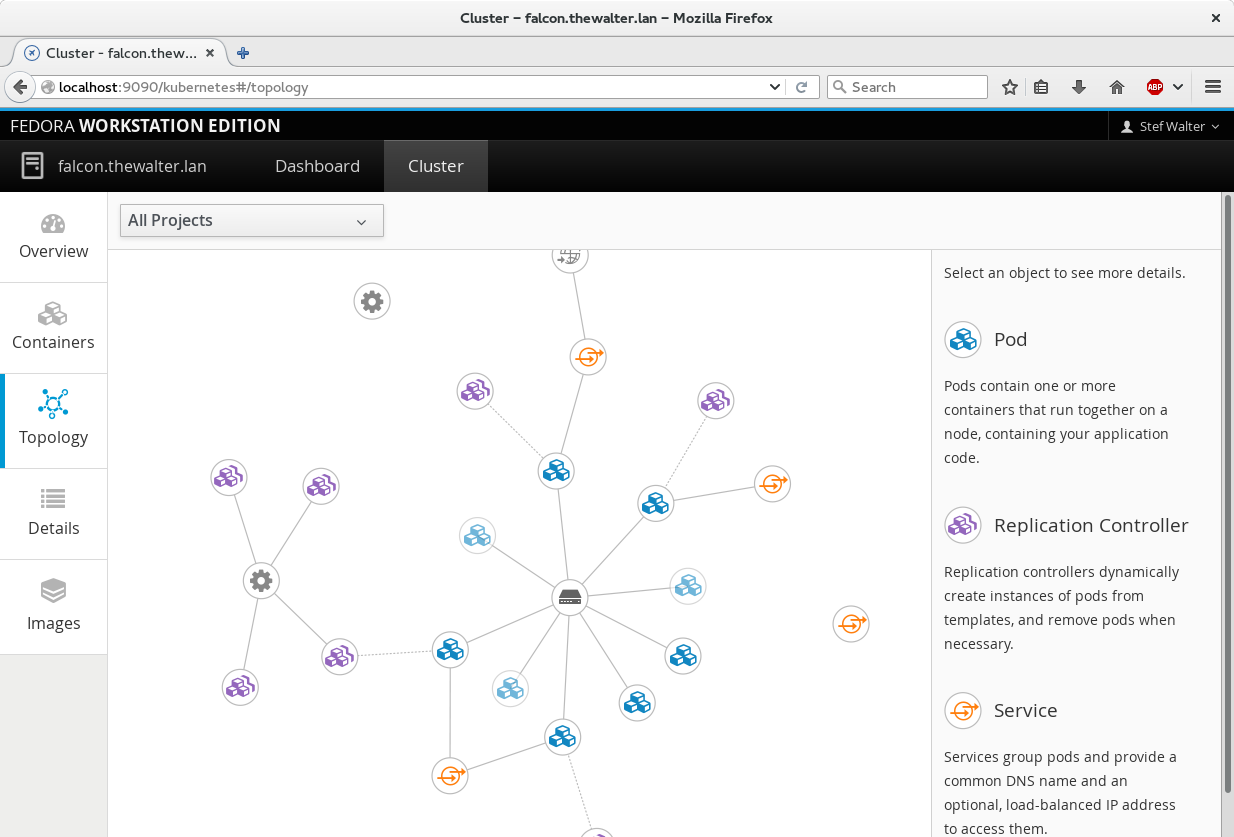 Cluster – falcon.thewalter.lan – Mozilla Firefox
Cluster - falcon.thew...
localhost:9090/kubernetes#/topology
Search
ABP
FEDORA WORKSTATION EDITION
Stef Walter
falcon.thewalter.lan
Dashboard
Cluster
Overview
Containers
Topology
Details
Images
All Projects
Select an object to see more details.
Pod
Pods contain one or more
containers that run together on a
node, containing your application
code.
Replication Controller
Replication controllers dynamically
create instances of pods from
templates, and remove pods when
necessary.
Service
Services group pods and provide a
common DNS name and an
optional, load-balanced IP address
to access them.